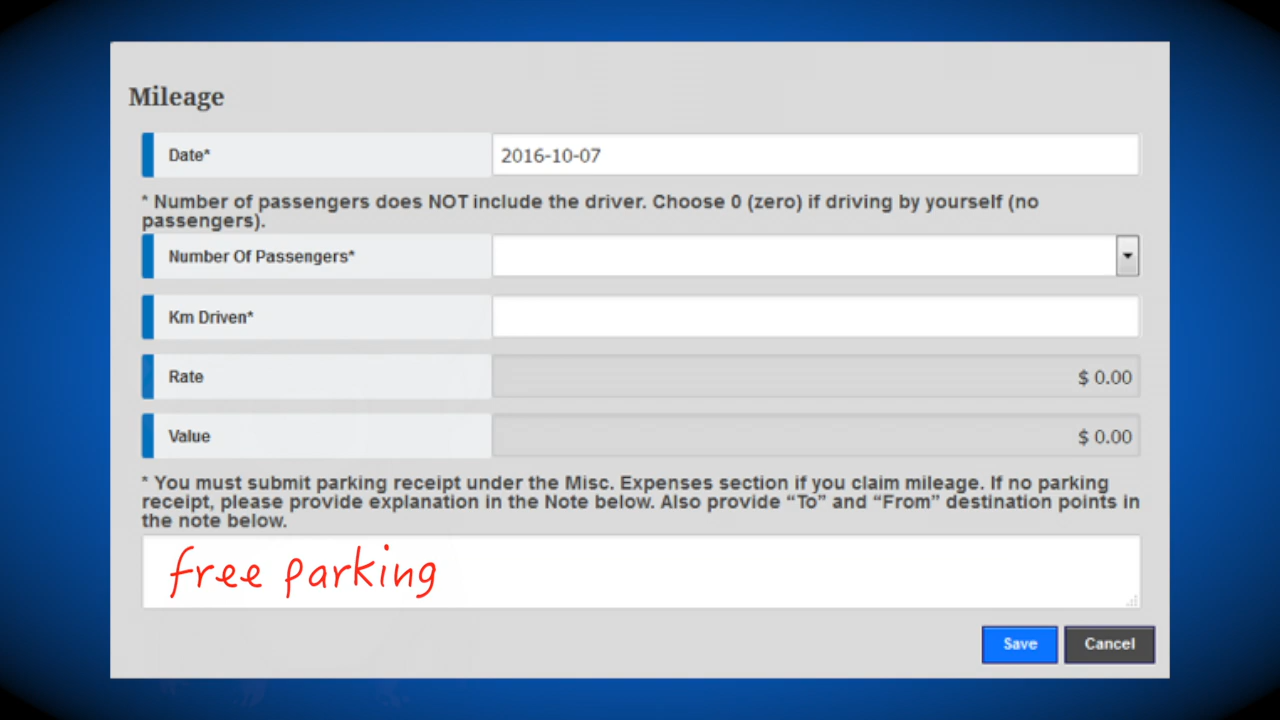 Mileage
Date* 2016-10-07
* Number of passengers does NOT include the driver. Choose 0 (zero) if driving by yourself (no
passengers).
Number Of Passengers*
Km Driven*
Rate $ 0.00
Value $ 0.00
* You must submit parking receipt under the Misc. Expenses section if you claim mileage. If no parking
receipt, please provide explanation in the Note below. Also provide “To” and “From” destination points in
the note below.
free parking
Save Cancel